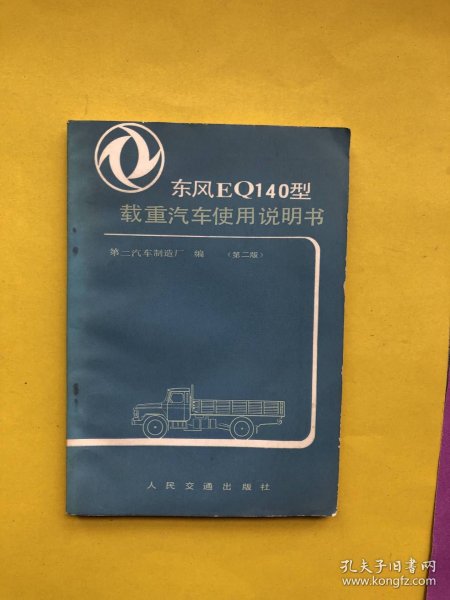 东风EQ140型
载重汽车使用说明书
第二汽车制造厂 编 （第二版）
人民交通出版社
孔夫子旧书网
www.kongfz.com